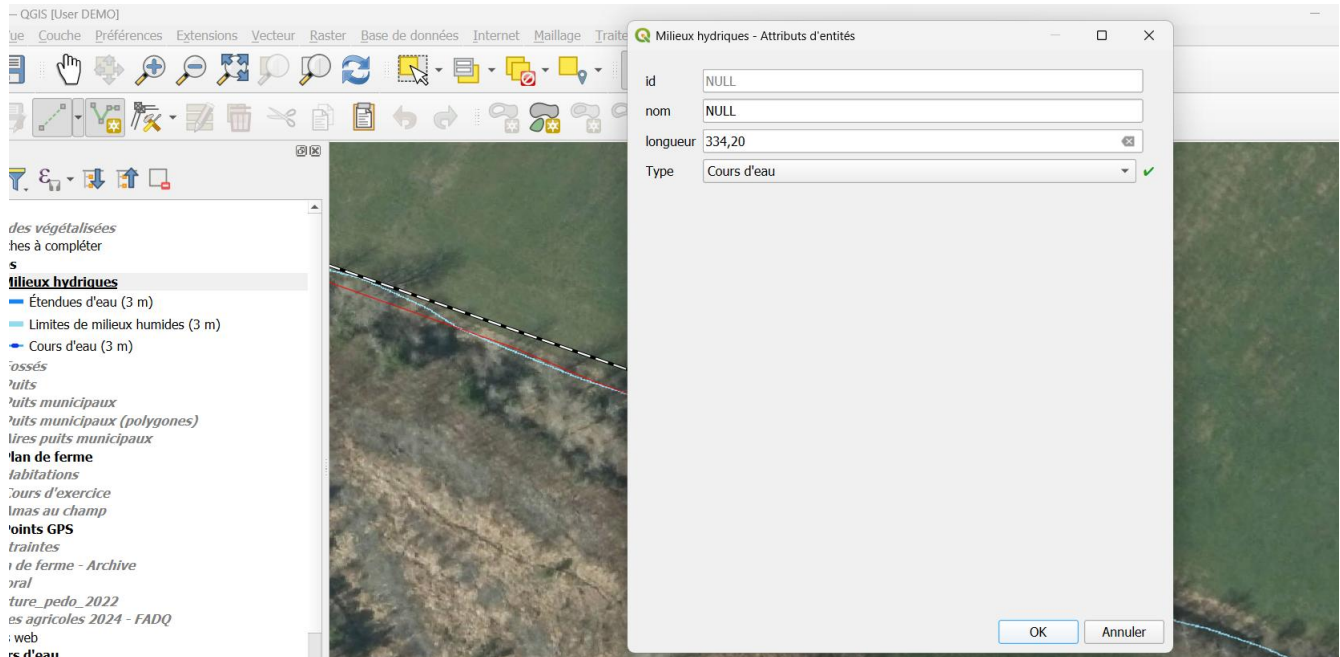 — QGIS [User DEMO]
ue Couche Préférences Extensions Vecteur Raster Base de données Internet Maillage Traite
Milieux hydriques - Attributs d'entités
id NULL
nom NULL
longueur 334,20
Type Cours d'eau
des végétalisées
ches à compléter
s
Milieux hydriques
Étendues d'eau (3 m)
Limites de milieux humides (3 m)
Cours d'eau (3 m)
Fossés
Puits
Puits municipaux
Puits municipaux (polygones)
Aires puits municipaux
Plan de ferme
Habitations
Cours d'exercice
Amas au champ
Points GPS
traintes
n de ferme - Archive
oral
ture_pedo_2022
es agricoles 2024 - FADQ
s web
rs d'eau
OK Annuler